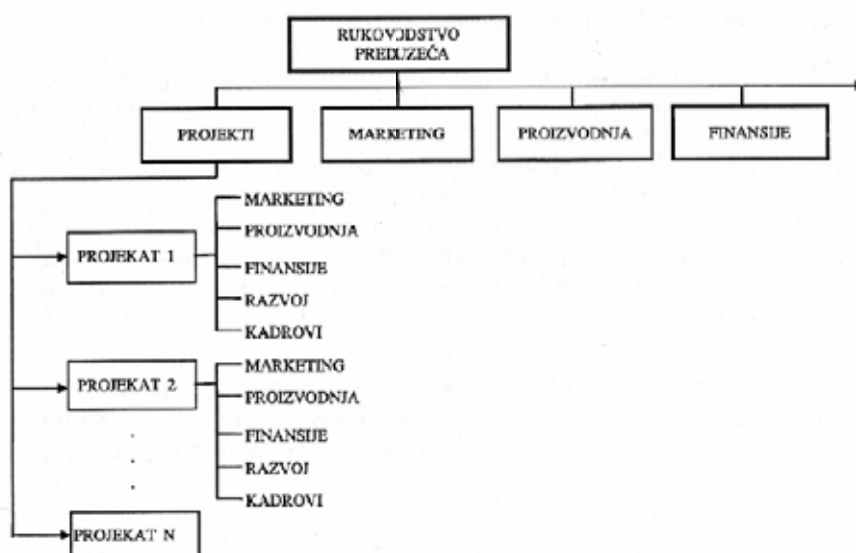 RUKOVODSTVO
PREDUZEĆA
PROJEKTI
MARKETING
PROIZVODNJA
FINANSIJE
MARKETING
PROIZVODNJA
PROJEKAT 1
FINANSIJE
RAZVOJ
KADROVI
MARKETING
PROJEKAT 2
PROIZVODNJA
FINANSIJE
RAZVOJ
KADROVI
PROJEKAT N